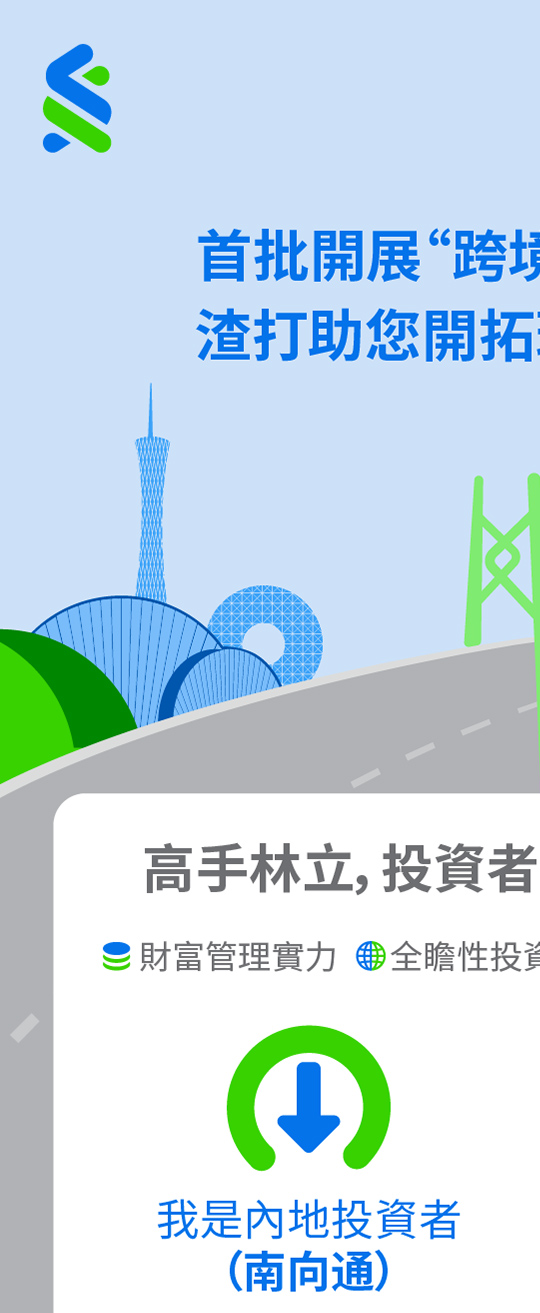 首批開展“跨境
渣打助您開拓
高手林立，投資者
財富管理實力 全瞻性投資
我是內地投資者
（南向通）